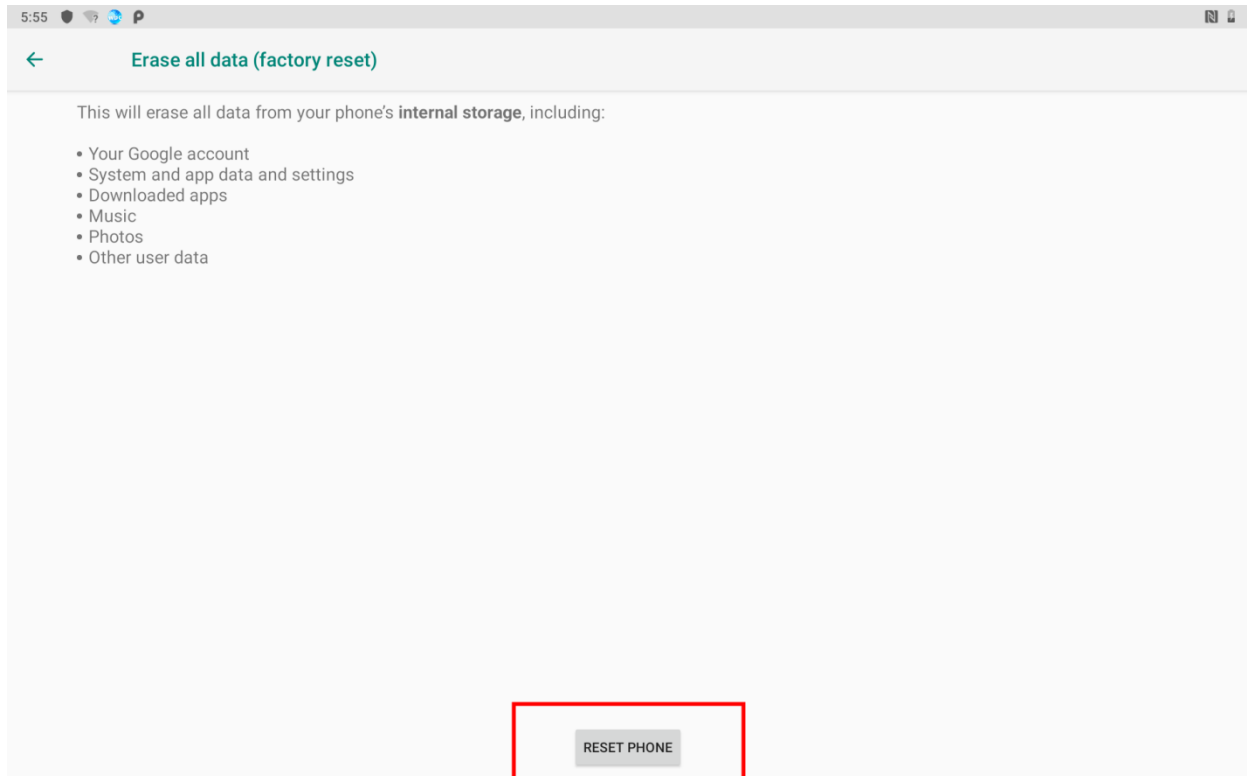 5:55
Erase all data (factory reset)
This will erase all data from your phone’s internal storage, including:
• Your Google account
• System and app data and settings
• Downloaded apps
• Music
• Photos
• Other user data
RESET PHONE